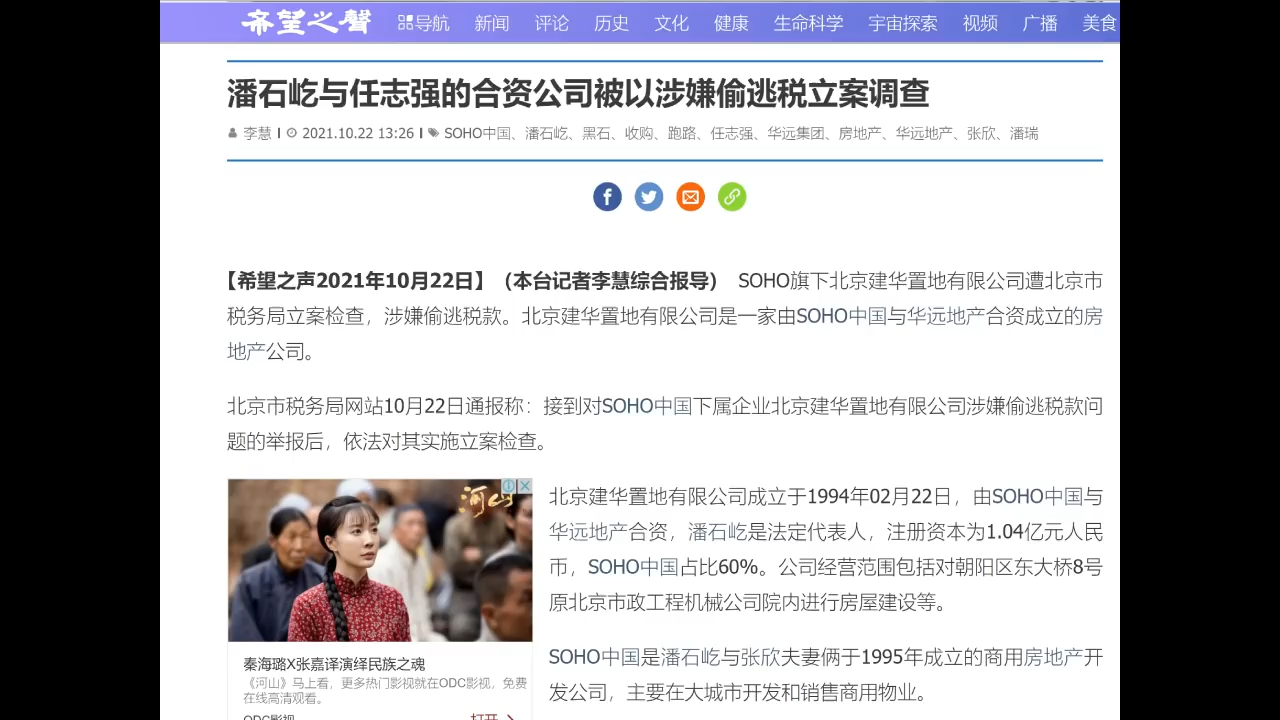 希望之聲 导航 新闻 评论 历史 文化 健康 生命科学 宇宙探索 视频 广播 美食
潘石屹与任志强的合资公司被以涉嫌偷逃税立案调查
李慧 I 2021.10.22 13:26 I SOHO中国、潘石屹、黑石、收购、跑路、任志强、华远集团、房地产、华远地产、张欣、潘瑞
【希望之声2021年10月22日】（本台记者李慧综合报导） SOHO旗下北京建华置地有限公司遭北京市
税务局立案检查，涉嫌偷逃税款。北京建华置地有限公司是一家由SOHO中国与华远地产合资成立的房
地产公司。
北京市税务局网站10月22日通报称：接到对SOHO中国下属企业北京建华置地有限公司涉嫌偷逃税款问
题的举报后，依法对其实施立案检查。
河山
秦海璐X张嘉译演绎民族之魂
《河山》马上看，更多热门影视就在ODC影视，免费
在线高清观看。
ODC影视 打开
北京建华置地有限公司成立于1994年02月22日，由SOHO中国与
华远地产合资，潘石屹是法定代表人，注册资本为1.04亿元人民
币，SOHO中国占比60%。公司经营范围包括对朝阳区东大桥8号
原北京市政工程机械公司院内进行房屋建设等。
SOHO中国是潘石屹与张欣夫妻俩于1995年成立的商用房地产开
发公司，主要在大城市开发和销售商用物业。